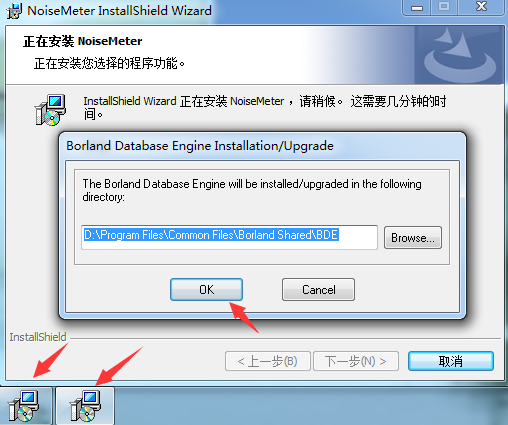 NoiseMeter InstallShield Wizard
正在安装 NoiseMeter
正在安装您选择的程序功能。
InstallShield Wizard 正在安装 NoiseMeter ，请稍候。 这需要几分钟的时
间。
Borland Database Engine Installation/Upgrade
The Borland Database Engine will be installed/upgraded in the following
directory:
D:\Program Files\Common Files\Borland Shared\BDE
Browse...
OK Cancel
InstallShield
< 上一步(B) 下一步(N) > 取消